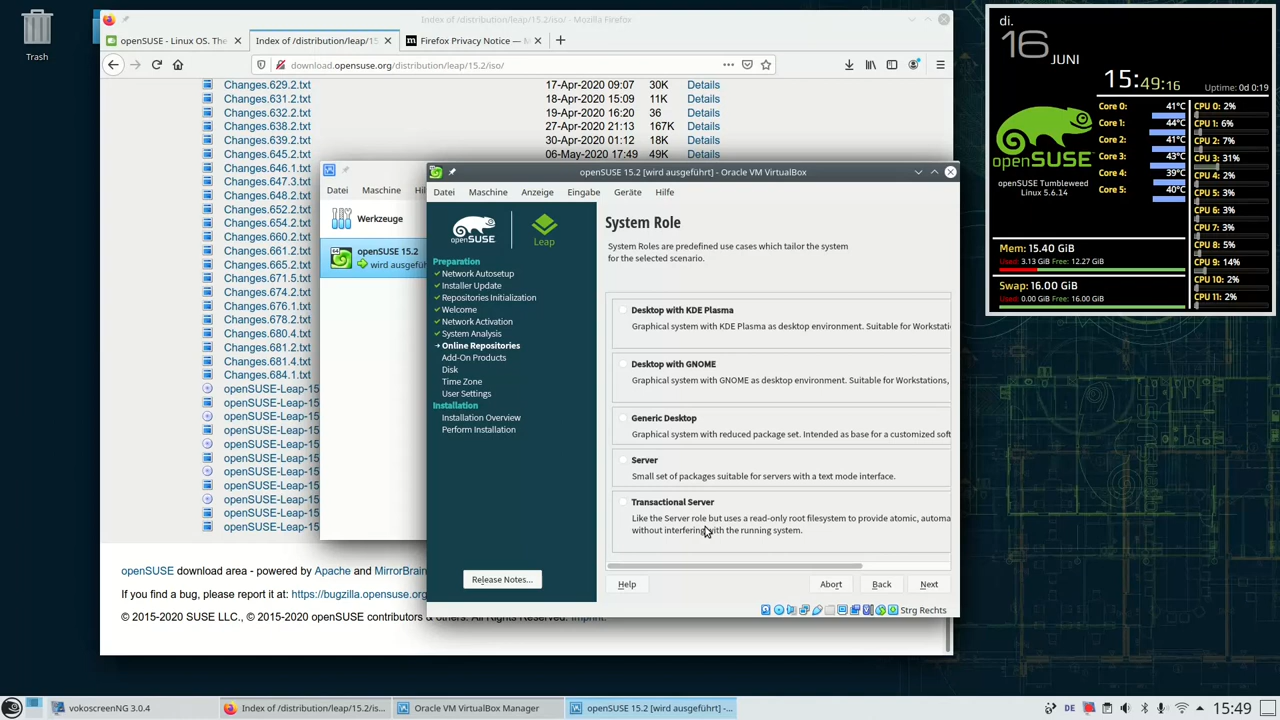 Trash
Index of /distribution/leap/15.2/iso/ - Mozilla Firefox
openSUSE - Linux OS. The
Index of /distribution/leap/15
Firefox Privacy Notice — M
download.opensuse.org/distribution/leap/15.2/iso/
Changes.629.2.txt 17-Apr-2020 09:07 30K Details
Changes.631.2.txt 18-Apr-2020 15:09 11K Details
Changes.632.2.txt 19-Apr-2020 16:20 36 Details
Changes.638.2.txt 27-Apr-2020 21:13 167K Details
Changes.639.2.txt 30-Apr-2020 01:12 18K Details
Changes.645.2.txt 06-May-2020 17:49 49K Details
Changes.646.1.txt
Changes.647.3.txt
Changes.648.2.txt
Changes.652.2.txt
Changes.654.2.txt
Changes.660.2.txt
Changes.661.2.txt
Changes.665.2.txt
Changes.671.5.txt
Changes.674.2.txt
Changes.676.1.txt
Changes.678.2.txt
Changes.680.4.txt
Changes.681.2.txt
Changes.681.4.txt
Changes.684.1.txt
openSUSE-Leap-15
openSUSE-Leap-15
openSUSE-Leap-15
openSUSE-Leap-15
openSUSE-Leap-15
openSUSE-Leap-15
openSUSE-Leap-15
openSUSE-Leap-15
openSUSE-Leap-15
openSUSE-Leap-15
openSUSE-Leap-15
openSUSE download area - powered by Apache and MirrorBrain
If you find a bug, please report it at: https://bugzilla.opensuse.org
© 2015-2020 SUSE LLC., © 2015-2020 openSUSE contributors & others. All Rights Reserved. Imprint.
Datei Maschine Hil
Werkzeuge
openSUSE 15.2
wird ausgefüh
openSUSE 15.2 [wird ausgeführt] - Oracle VM VirtualBox
Datei Maschine Anzeige Eingabe Geräte Hilfe
openSUSE
Leap
Preparation
Network Autosetup
Installer Update
Repositories Initialization
Welcome
Network Activation
System Analysis
Online Repositories
Add-On Products
Disk
Time Zone
User Settings
Installation
Installation Overview
Perform Installation
Release Notes...
System Role
System Roles are predefined use cases which tailor the system
for the selected scenario.
Desktop with KDE Plasma
Graphical system with KDE Plasma as desktop environment. Suitable for Workstati
Desktop with GNOME
Graphical system with GNOME as desktop environment. Suitable for Workstations,
Generic Desktop
Graphical system with reduced package set. Intended as base for a customized soft
Server
Small set of packages suitable for servers with a text mode interface.
Transactional Server
Like the Server role but uses a read-only root filesystem to provide atomic, automa
without interfering with the running system.
Help Abort Back Next
Strg Rechts
di.
16
JUNI
15:49:16
Uptime: 0d 0:19
openSUSE
openSUSE Tumbleweed
Linux 5.6.14
Core 0: 41°C
Core 1: 44°C
Core 2: 41°C
Core 3: 43°C
Core 4: 39°C
Core 5: 40°C
CPU 0: 2%
CPU 1: 6%
CPU 2: 7%
CPU 3: 31%
CPU 4: 2%
CPU 5: 3%
CPU 6: 3%
CPU 7: 3%
CPU 8: 5%
CPU 9: 14%
CPU 10: 2%
CPU 11: 2%
Mem: 15.40 GiB
Used: 3.13 GiB Free: 12.27 GiB
Swap: 16.00 GiB
Used: 0.00 GiB Free: 16.00 GiB
vokoscreenNG 3.0.4
Index of /distribution/leap/15.2/is...
Oracle VM VirtualBox Manager
openSUSE 15.2 [wird ausgeführt] -...
DE
15:49